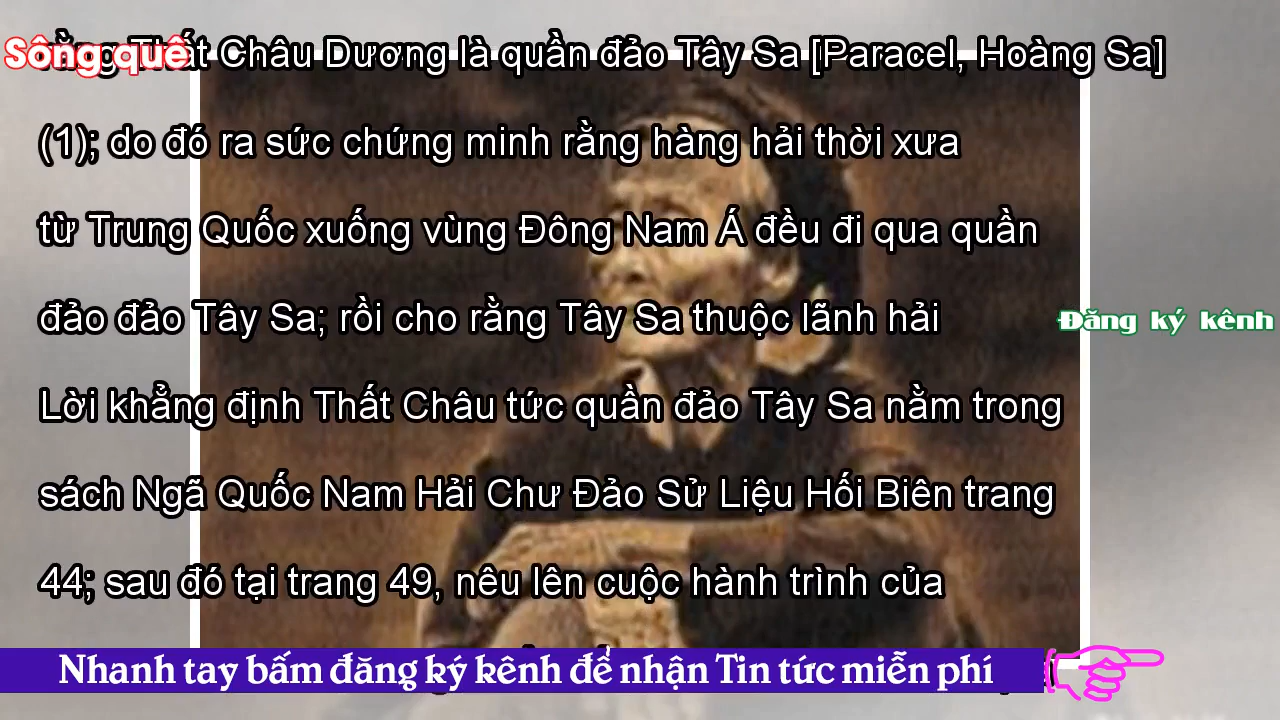 Sông quê
Thất Châu Dương là quần đảo Tây Sa [Paracel, Hoàng Sa]
(1); do đó ra sức chứng minh rằng hàng hải thời xưa
từ Trung Quốc xuống vùng Đông Nam Á đều đi qua quần
đảo đảo Tây Sa; rồi cho rằng Tây Sa thuộc lãnh hải
Đăng ký kênh
Lời khẳng định Thất Châu tức quần đảo Tây Sa nằm trong
sách Ngã Quốc Nam Hải Chư Đảo Sử Liệu Hối Biên trang
44; sau đó tại trang 49, nêu lên cuộc hành trình của
Nhanh tay bấm đăng ký kênh để nhận Tin tức miễn phí